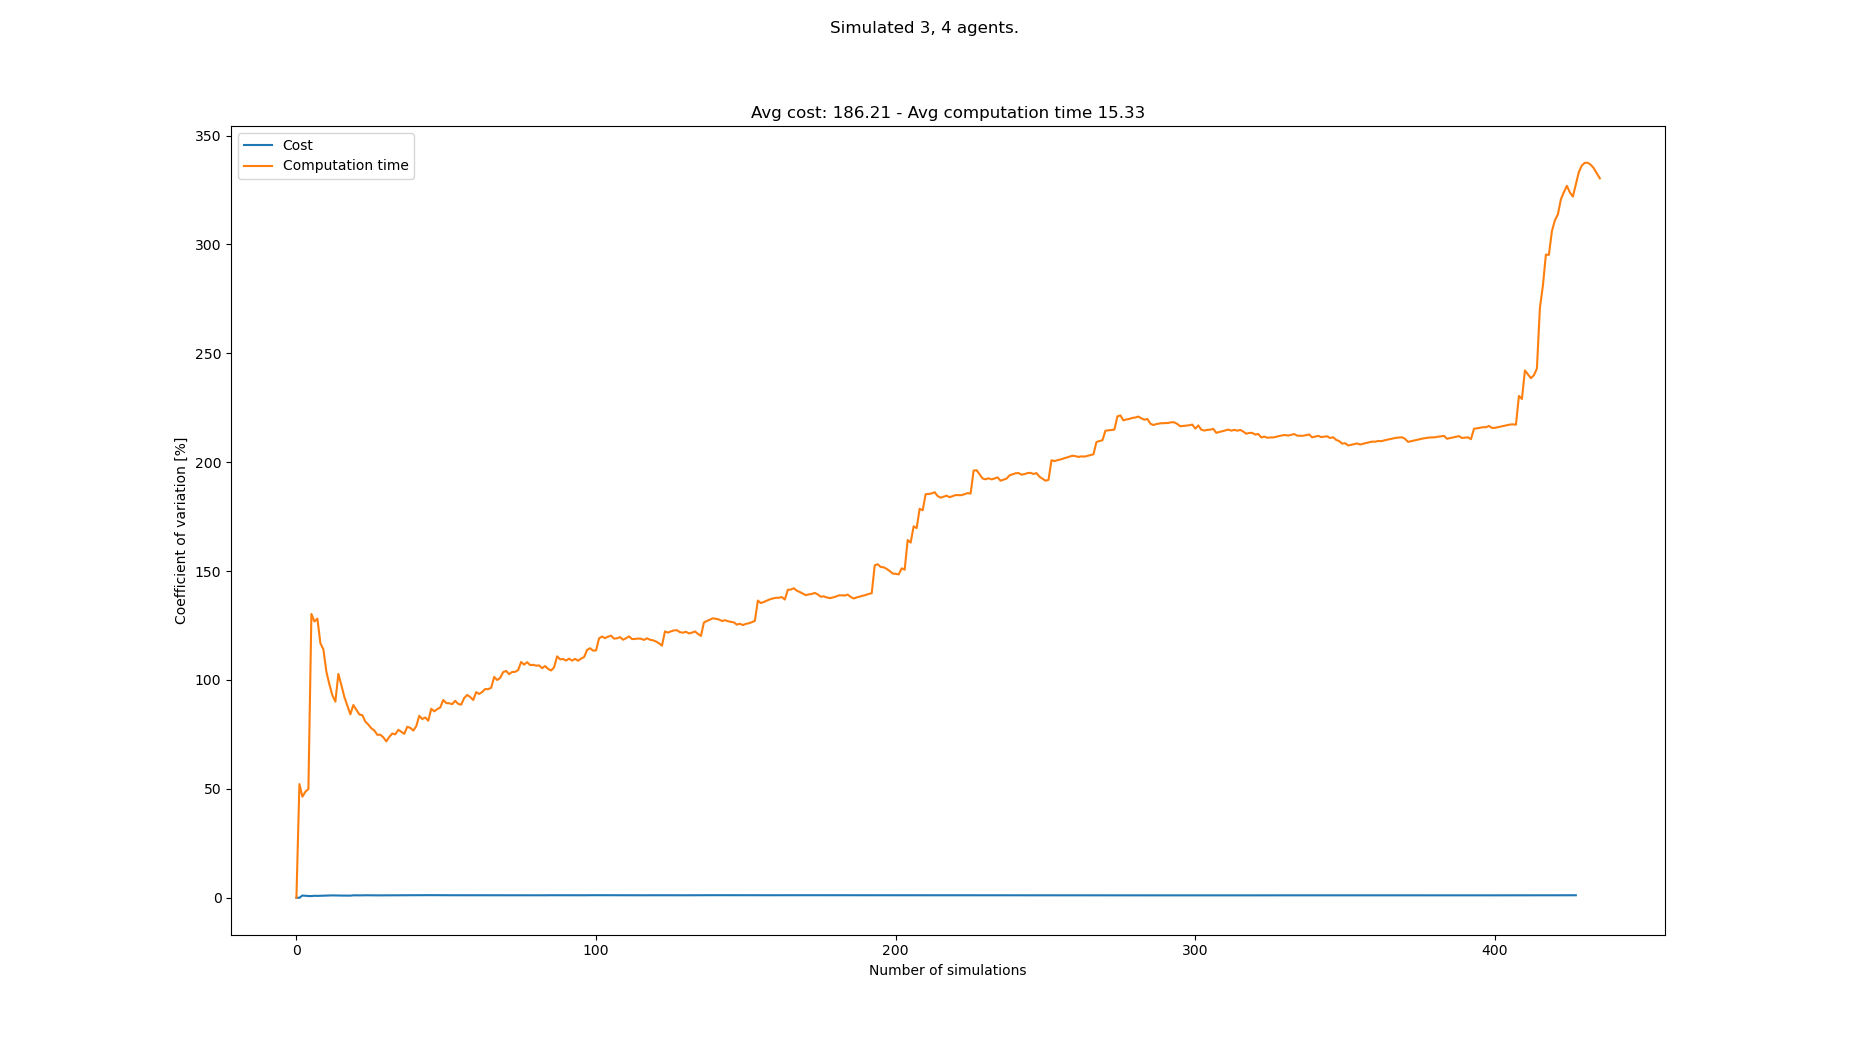 Simulated 3, 4 agents.
Avg cost: 186.21 - Avg computation time 15.33
Cost
Computation time
350
300
250
200
150
100
50
0
Coefficient of variation [%]
0 100 200 300 400
Number of simulations